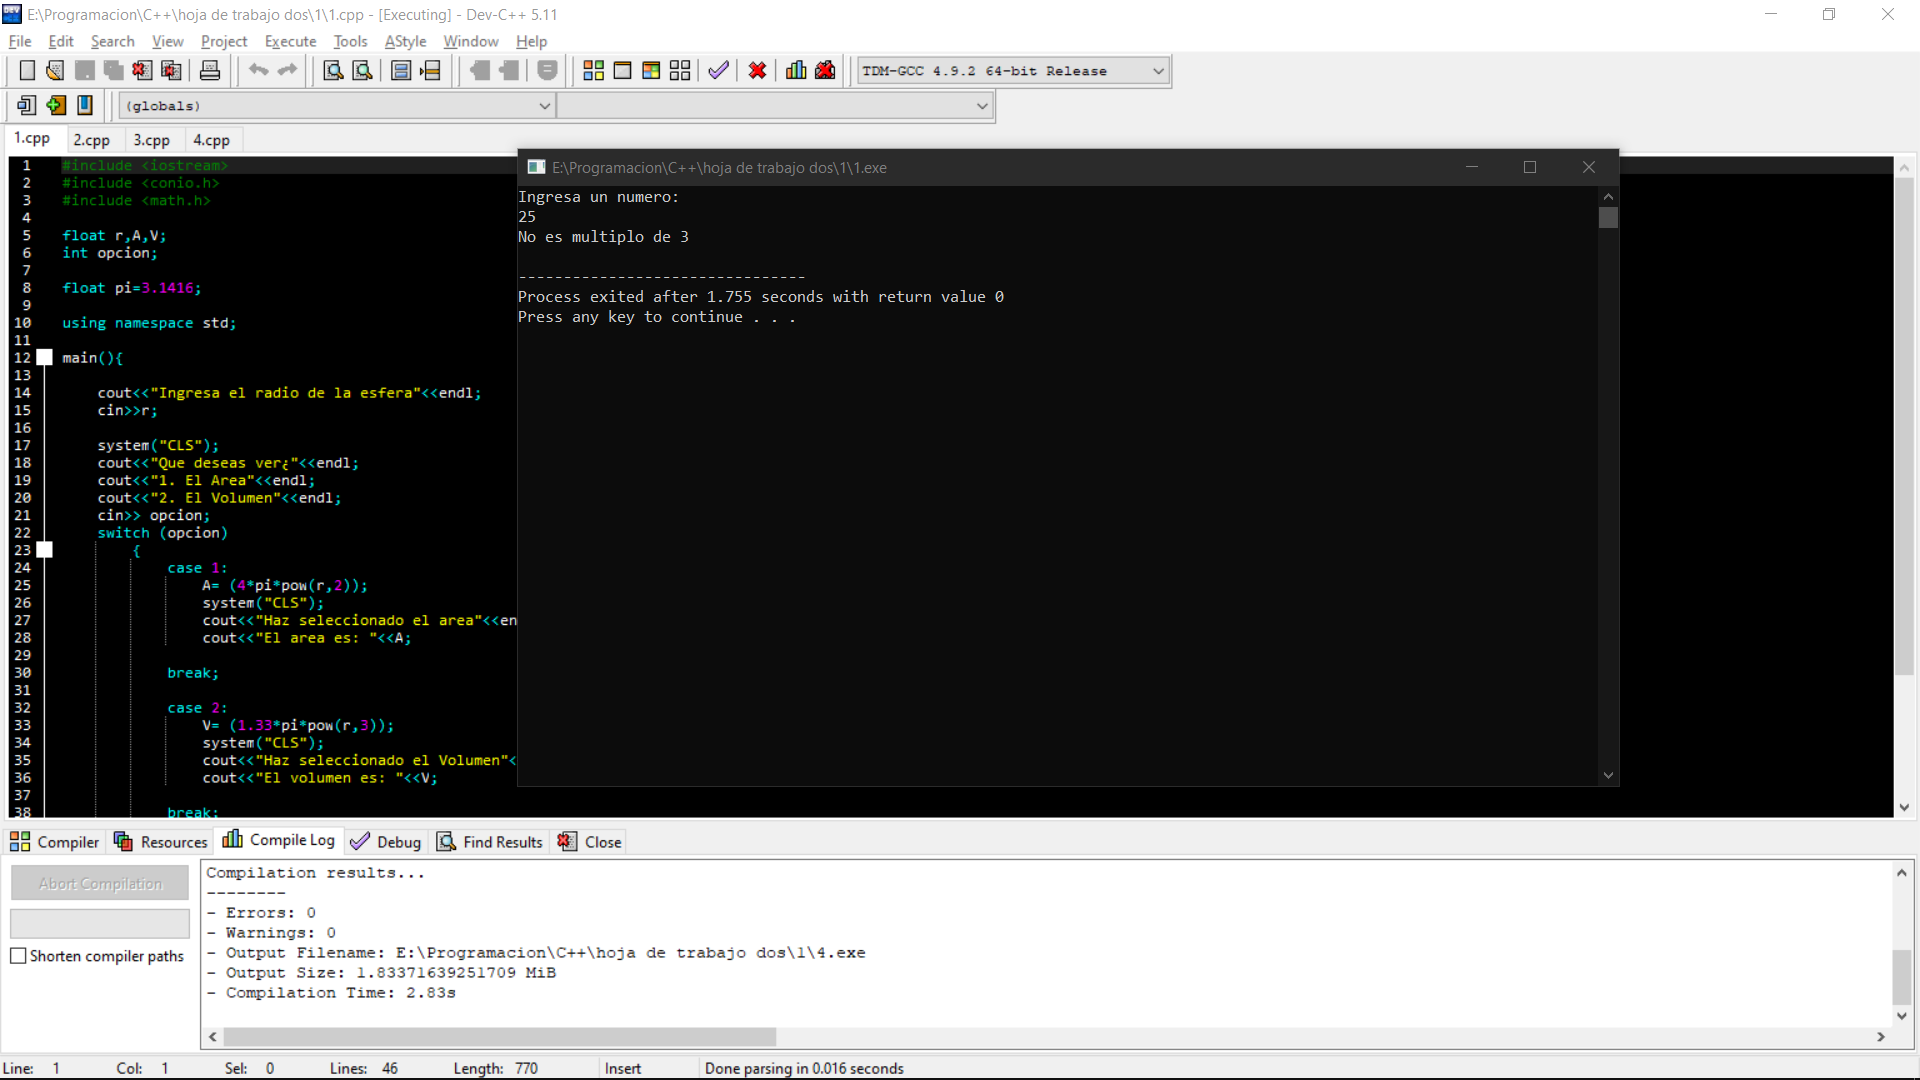 E:\Programacion\C++\hoja de trabajo dos\1\1.cpp - [Executing] - Dev-C++ 5.11
File Edit Search View Project Execute Tools AStyle Window Help
TDM-GCC 4.9.2 64-bit Release
(globals)
1.cpp 2.cpp 3.cpp 4.cpp
1 #include <iostream>
2 #include <conio.h>
3 #include <math.h>
4
5 float r,A,V;
6 int opcion;
7
8 float pi=3.1416;
9
10 using namespace std;
11
12 main(){
13
14 cout<<"Ingresa el radio de la esfera"<<endl;
15 cin>>r;
16
17 system("CLS");
18 cout<<"Que deseas ver¿"<<endl;
19 cout<<"1. El Area"<<endl;
20 cout<<"2. El Volumen"<<endl;
21 cin>> opcion;
22 switch (opcion)
23 {
24 case 1:
25 A= (4*pi*pow(r,2));
26 system("CLS");
27 cout<<"Haz seleccionado el area"<<en
28 cout<<"El area es: "<<A;
29
30 break;
31
32 case 2:
33 V= (1.33*pi*pow(r,3));
34 system("CLS");
35 cout<<"Haz seleccionado el Volumen"<
36 cout<<"El volumen es: "<<V;
37
38 break;
E:\Programacion\C++\hoja de trabajo dos\1\1.exe
Ingresa un numero:
25
No es multiplo de 3
--------------------------------
Process exited after 1.755 seconds with return value 0
Press any key to continue . . .
Compiler Resources Compile Log Debug Find Results Close
Abort Compilation
Shorten compiler paths
Compilation results...
--------
- Errors: 0
- Warnings: 0
- Output Filename: E:\Programacion\C++\hoja de trabajo dos\1\4.exe
- Output Size: 1.83371639251709 MiB
- Compilation Time: 2.83s
Line: 1 Col: 1 Sel: 0 Lines: 46 Length: 770 Insert Done parsing in 0.016 seconds